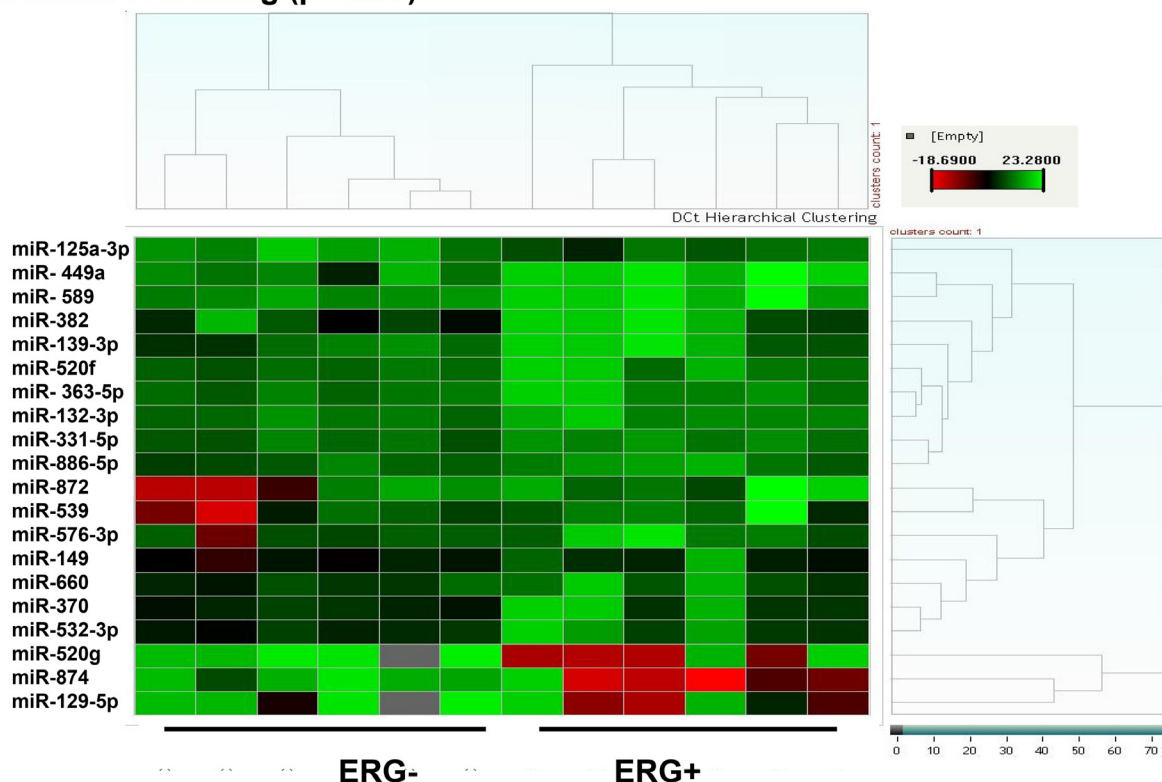 clusters count: 1
[Empty]
-18.6900 23.2800
DCt Hierarchical Clustering
clusters count: 1
miR-125a-3p
miR- 449a
miR- 589
miR-382
miR-139-3p
miR-520f
miR- 363-5p
miR-132-3p
miR-331-5p
miR-886-5p
miR-872
miR-539
miR-576-3p
miR-149
miR-660
miR-370
miR-532-3p
miR-520g
miR-874
miR-129-5p
0 10 20 30 40 50 60 70
ERG- ERG+